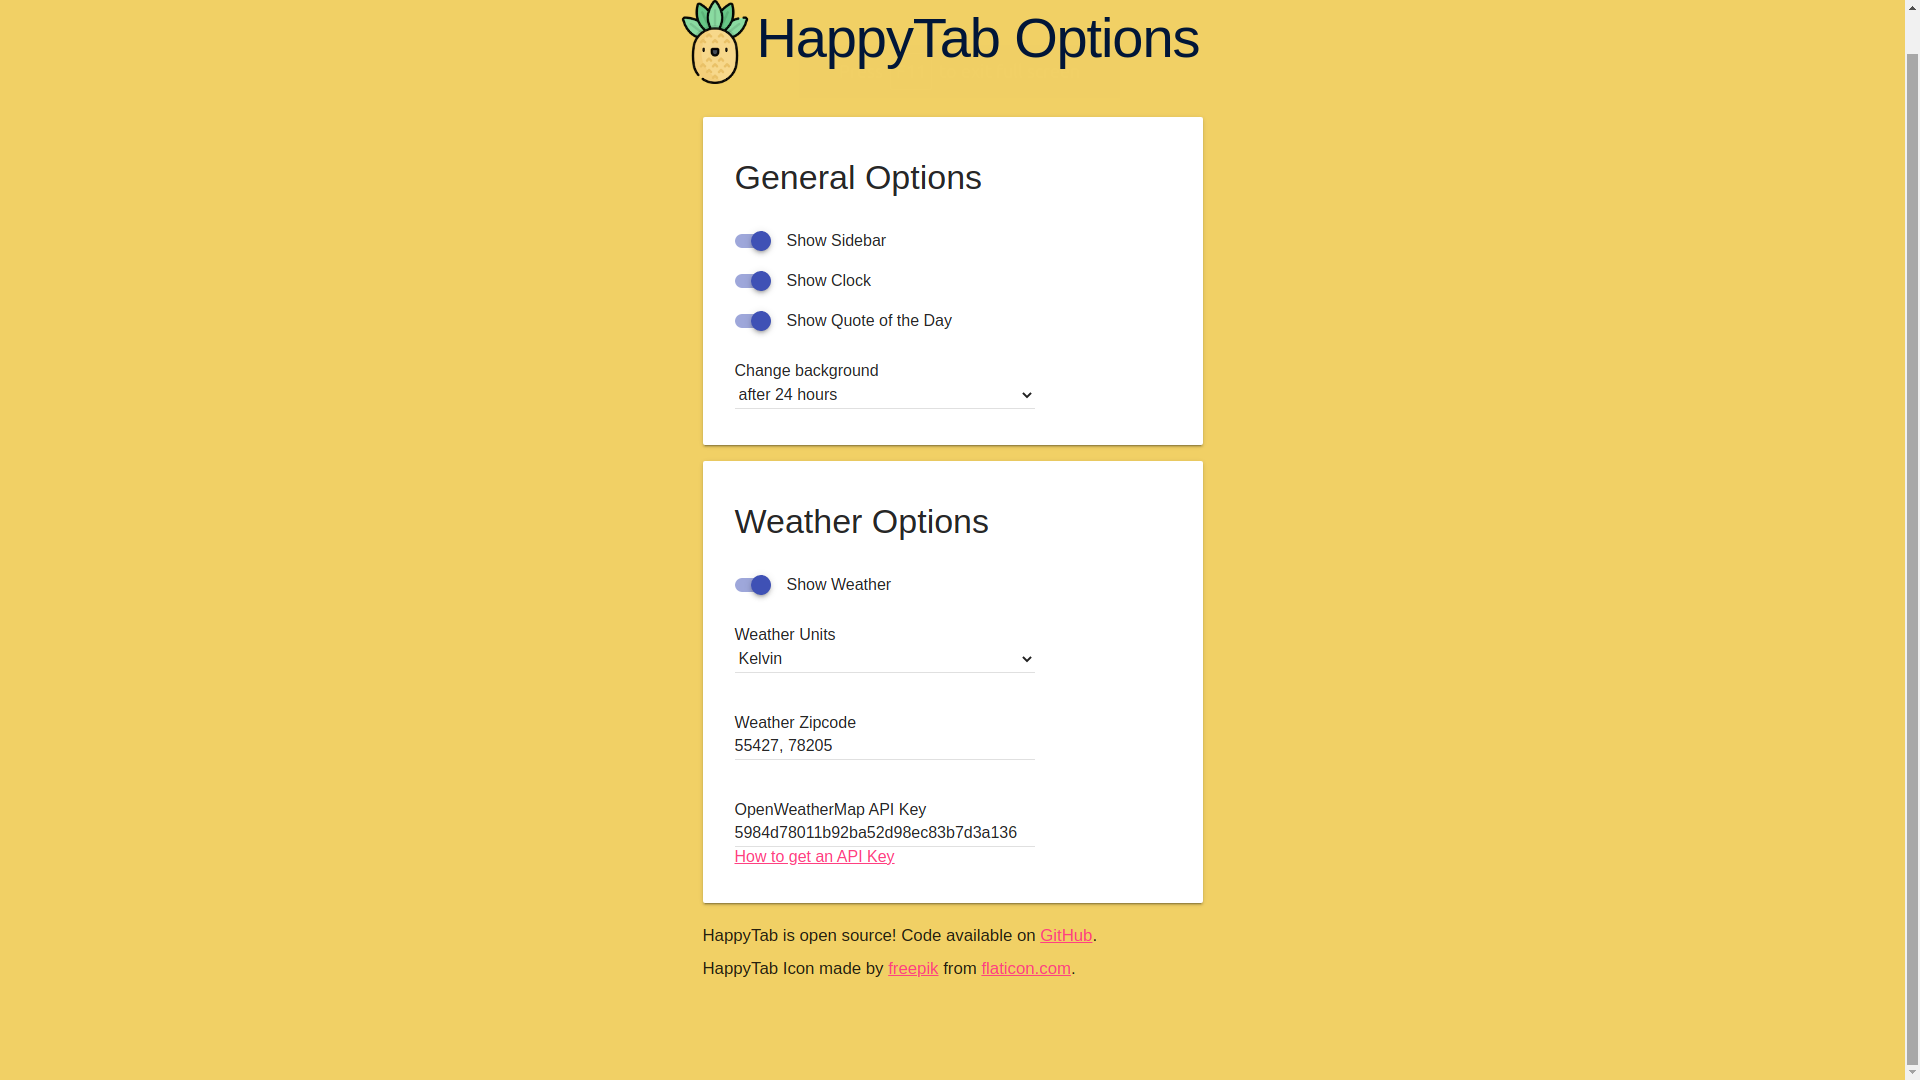 HappyTab Options
General Options
Show Sidebar
Show Clock
Show Quote of the Day
Change background
after 24 hours
Weather Options
Show Weather
Weather Units
Kelvin
Weather Zipcode
55427, 78205
OpenWeatherMap API Key
5984d78011b92ba52d98ec83b7d3a136
How to get an API Key
HappyTab is open source! Code available on GitHub.
HappyTab Icon made by freepik from flaticon.com.